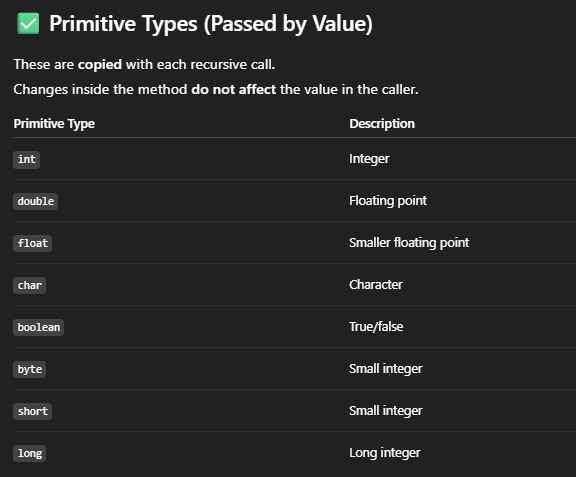 ✅ Primitive Types (Passed by Value)
These are copied with each recursive call.
Changes inside the method do not affect the value in the caller.
Primitive Type Description
int Integer
double Floating point
float Smaller floating point
char Character
boolean True/false
byte Small integer
short Small integer
long Long integer